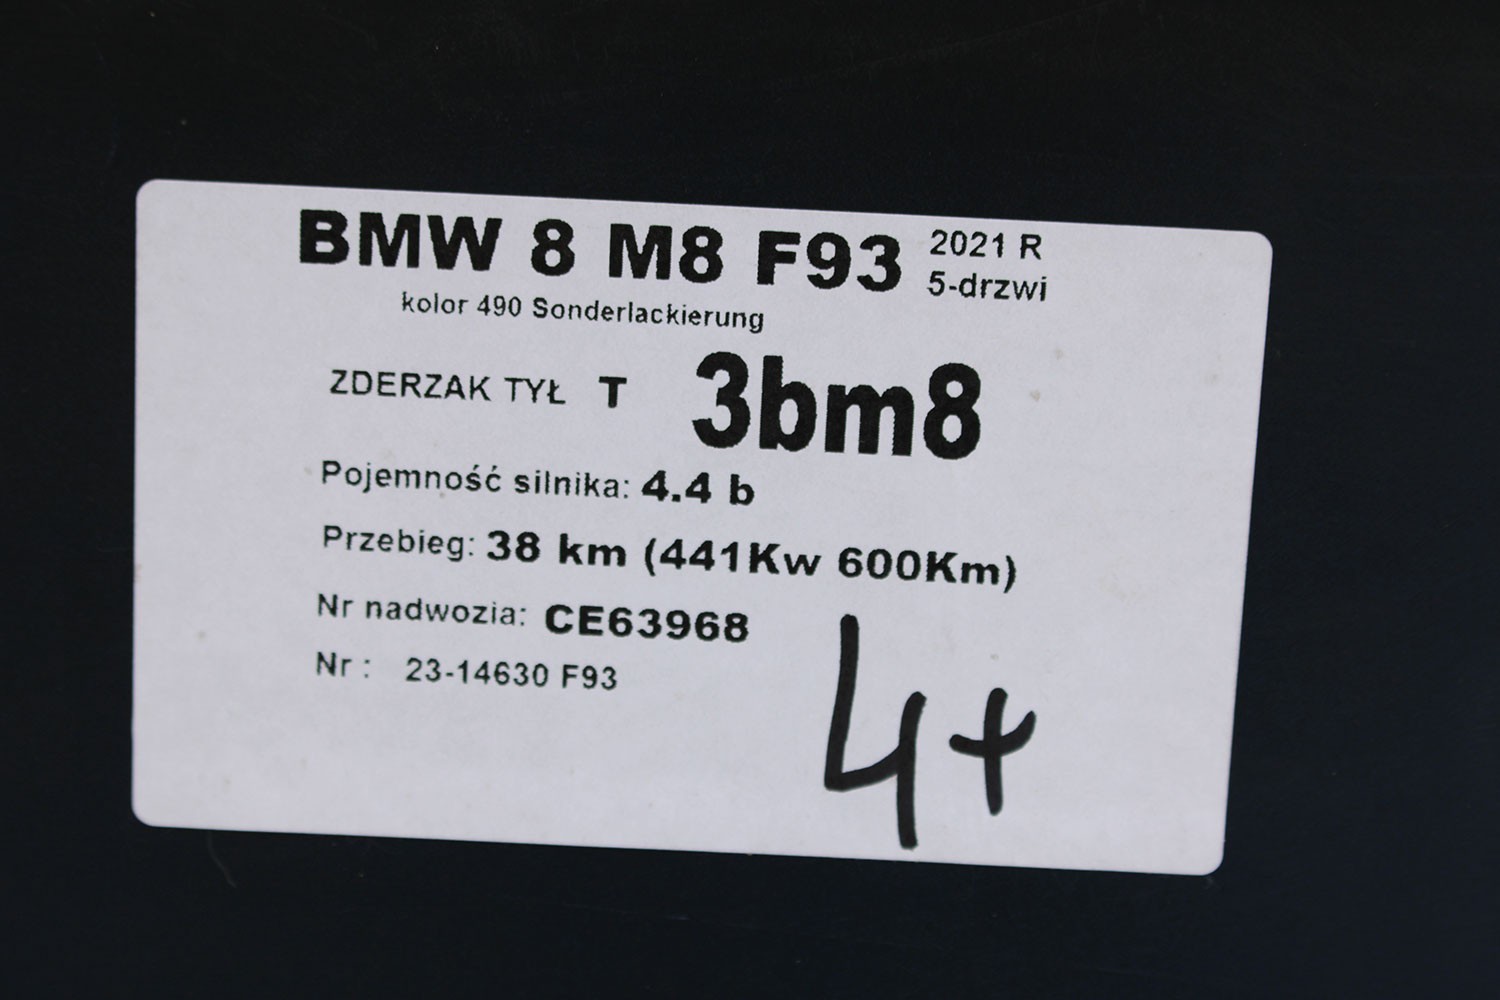 BMW 8 M8 F93 2021 R
5-drzwi
kolor 490 Sonderlackierung
ZDERZAK TYŁ T 3bm8
Pojemność silnika: 4.4 b
Przebieg: 38 km (441Kw 600Km)
Nr nadwozia: CE63968
Nr : 23-14630 F93
4+